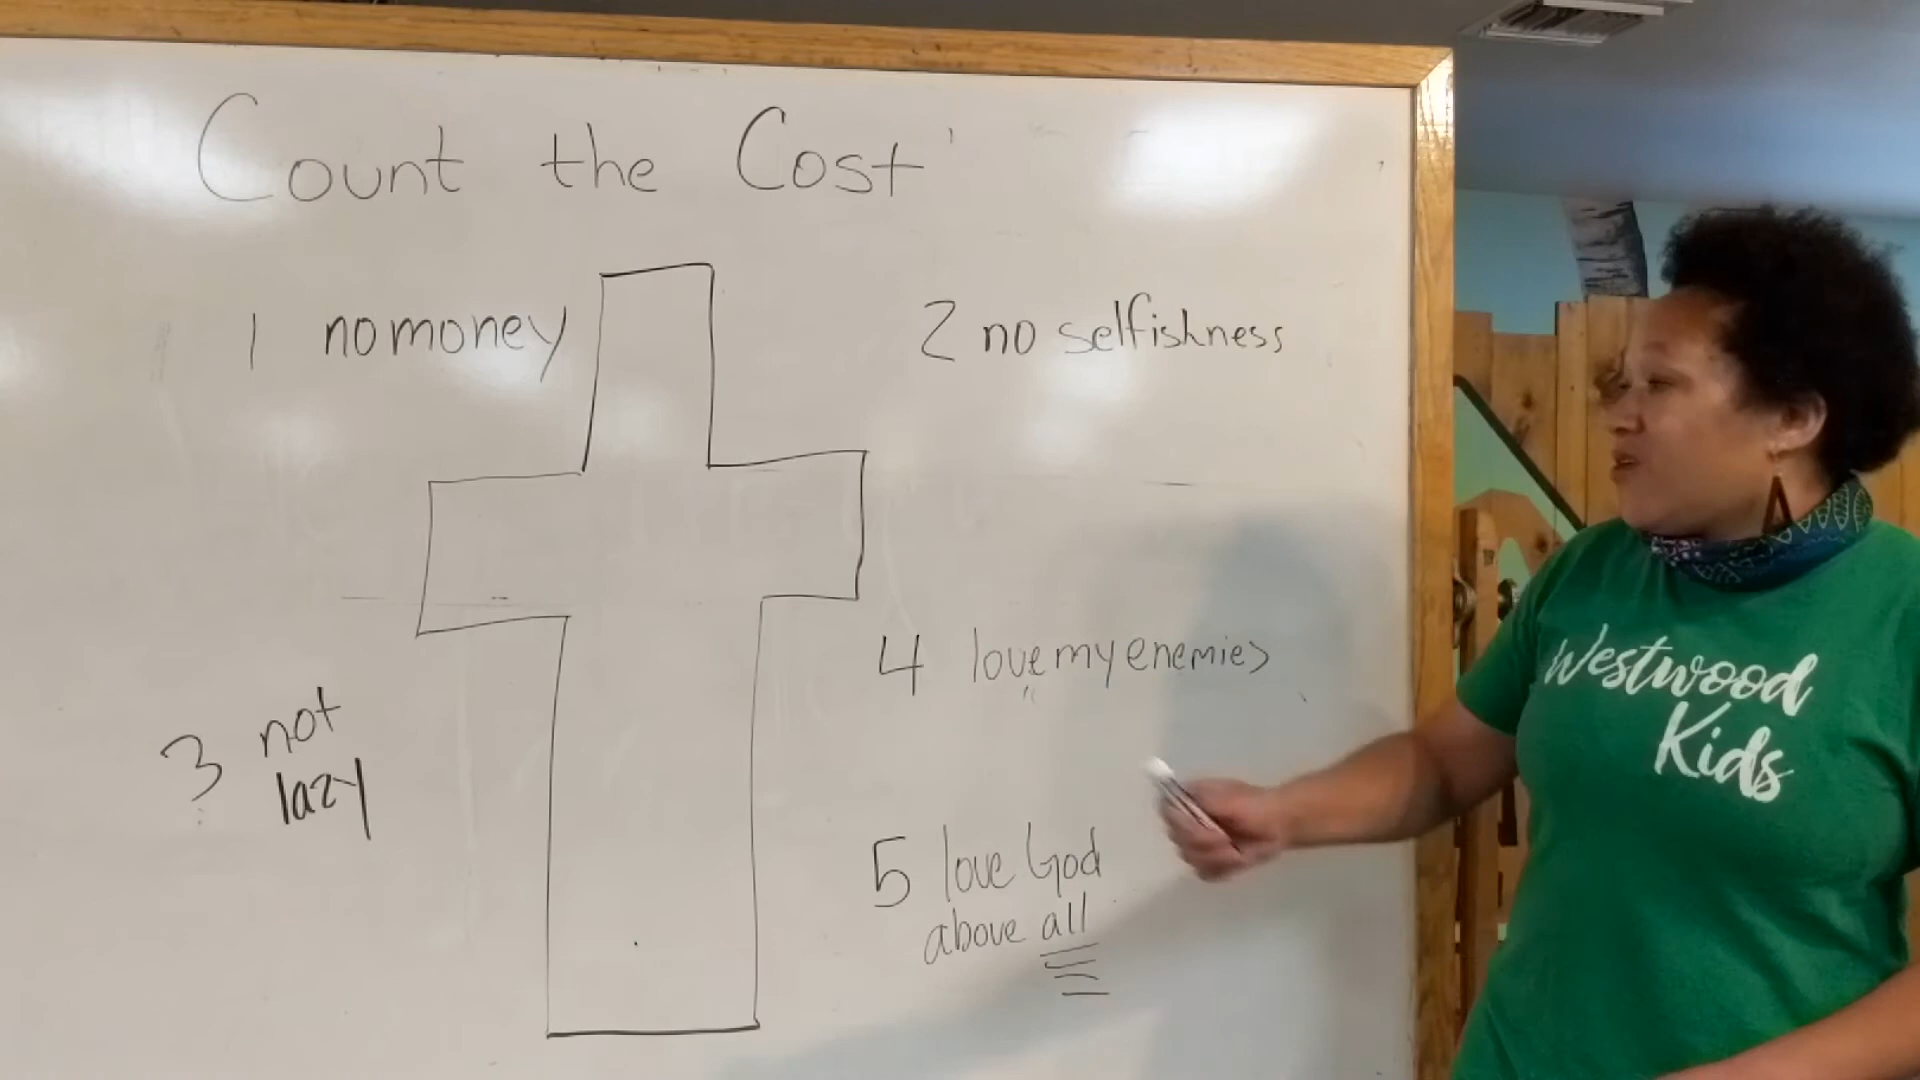 Count the Cost
1 no money
2 no selfishness
3 not
lazy
4 love my enemies
5 love God
above all
Westwood
Kids